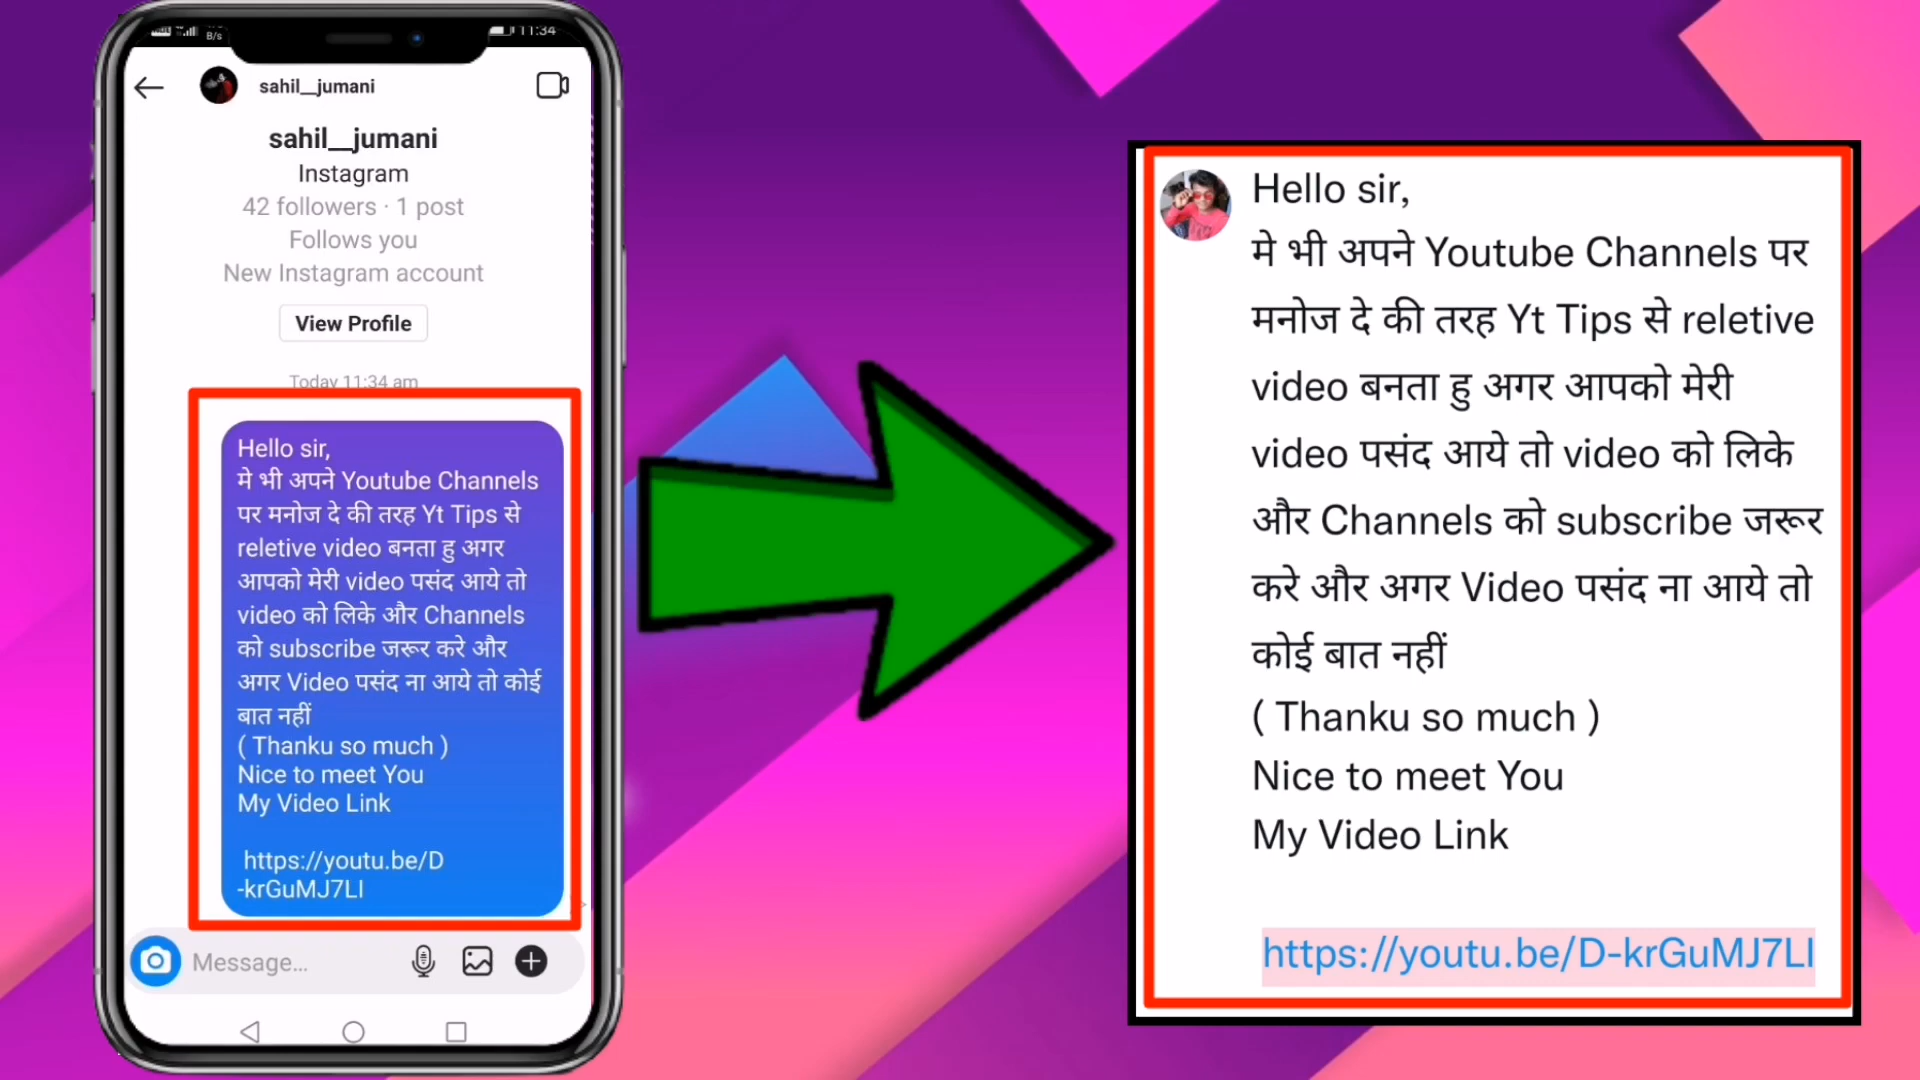 B/s
11:34
sahil__jumani
sahil__jumani
Instagram
42 followers · 1 post
Follows you
New Instagram account
View Profile
Today 11:34 am
Hello sir,
मे भी अपने Youtube Channels
पर मनोज दे की तरह Yt Tips से
reletive video बनता हु अगर
आपको मेरी video पसंद आये तो
video को लिके और Channels
को subscribe जरूर करे और
अगर Video पसंद ना आये तो कोई
बात नहीं
( Thanku so much )
Nice to meet You
My Video Link
https://youtu.be/D
-krGuMJ7LI
Message...
Hello sir,
मे भी अपने Youtube Channels पर
मनोज दे की तरह Yt Tips से reletive
video बनता हु अगर आपको मेरी
video पसंद आये तो video को लिके
और Channels को subscribe जरूर
करे और अगर Video पसंद ना आये तो
कोई बात नहीं
( Thanku so much )
Nice to meet You
My Video Link
https://youtu.be/D-krGuMJ7LI